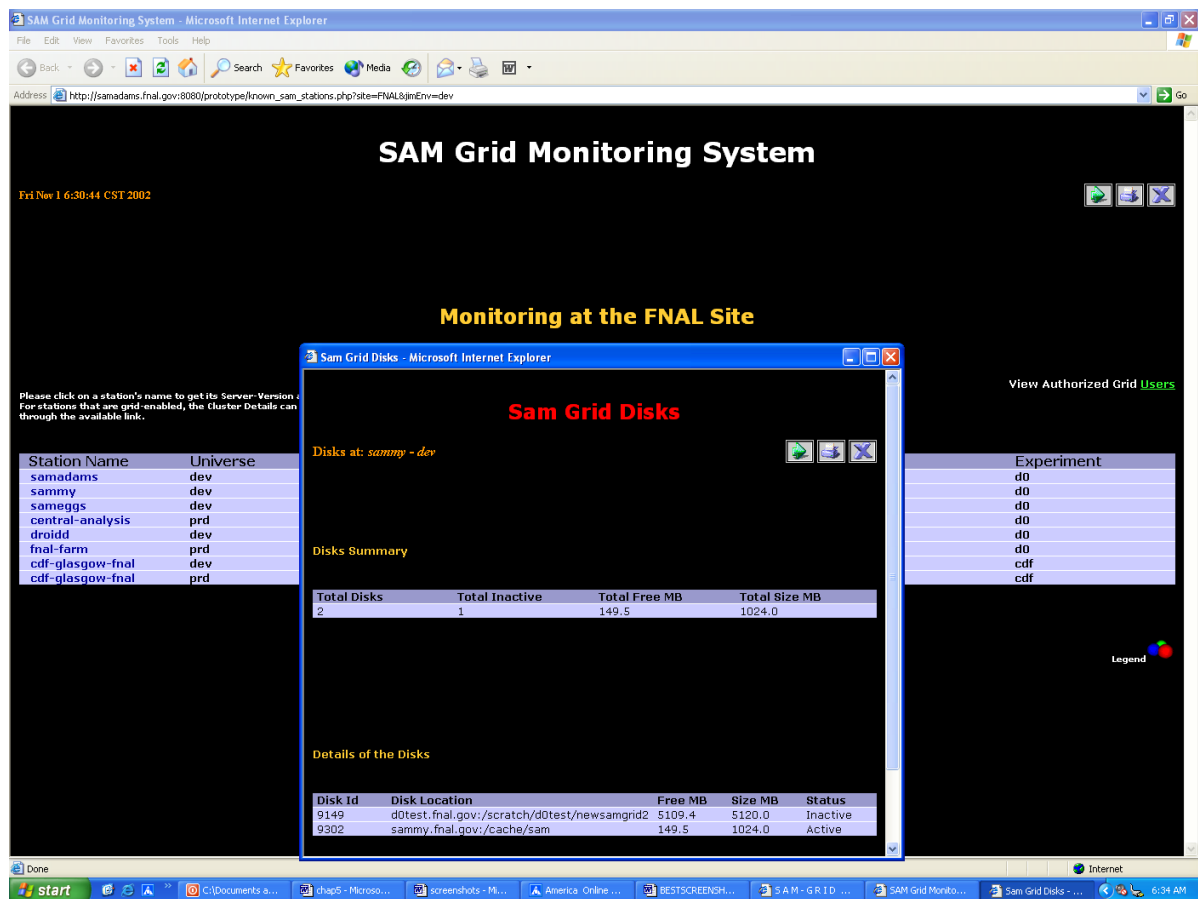 SAM Grid Monitoring System - Microsoft Internet Explorer
File Edit View Favorites Tools Help
Back Search Favorites Media
Address http://samadams.fnal.gov:8080/prototype/known_sam_stations.php?site=FNAL&jimEnv=dev Go
SAM Grid Monitoring System
Fri Nov 1 6:30:44 CST 2002
Monitoring at the FNAL Site
View Authorized Grid Users
Please click on a station's name to get its Server-Version
For stations that are grid-enabled, the Cluster Details can
through the available link.
Station Name Universe Experiment
samadams dev d0
sammy dev d0
sameggs dev d0
central-analysis prd d0
droidd dev d0
fnal-farm prd d0
cdf-glasgow-fnal dev cdf
cdf-glasgow-fnal prd cdf
Legend
Sam Grid Disks - Microsoft Internet Explorer
Sam Grid Disks
Disks at: sammy - dev
Disks Summary
Total Disks Total Inactive Total Free MB Total Size MB
2 1 149.5 1024.0
Details of the Disks
Disk Id Disk Location Free MB Size MB Status
9149 d0test.fnal.gov:/scratch/d0test/newsamgrid2 5109.4 5120.0 Inactive
9302 sammy.fnal.gov:/cache/sam 149.5 1024.0 Active
Done Internet
start C:\Documents a... chap5 - Microso... screenshots - Mi... America Online ... BESTSCREENSH... S A M - G R I D ... SAM Grid Monito... Sam Grid Disks - ... 6:34 AM